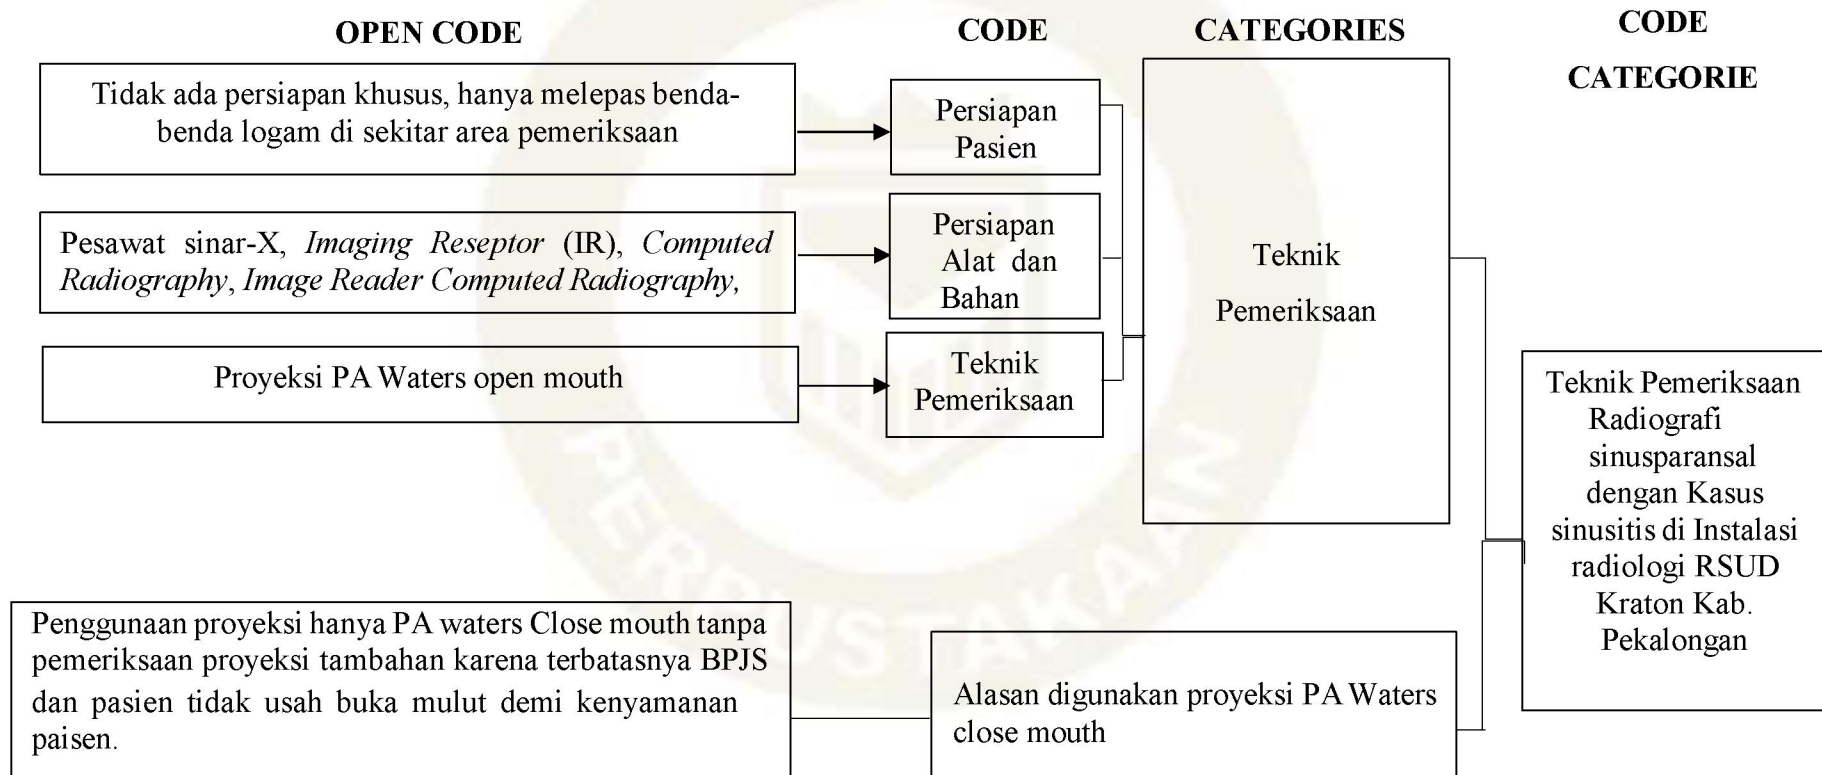 OPEN CODE
CODE
CATEGORIES
CODE
CATEGORIE
Tidak ada persiapan khusus, hanya melepas benda-
benda logam di sekitar area pemeriksaan
Persiapan
Pasien
Pesawat sinar-X, Imaging Reseptor (IR), Computed
Radiography, Image Reader Computed Radiography,
Persiapan
Alat dan
Bahan
Proyeksi PA Waters open mouth
Teknik
Pemeriksaan
Teknik
Pemeriksaan
Penggunaan proyeksi hanya PA waters Close mouth tanpa
pemeriksaan proyeksi tambahan karena terbatasnya BPJS
dan pasien tidak usah buka mulut demi kenyamanan
paisen.
Alasan digunakan proyeksi PA Waters
close mouth
Teknik Pemeriksaan
Radiografi
sinusparansal
dengan Kasus
sinusitis di Instalasi
radiologi RSUD
Kraton Kab.
Pekalongan
PERPUSTAKAAN